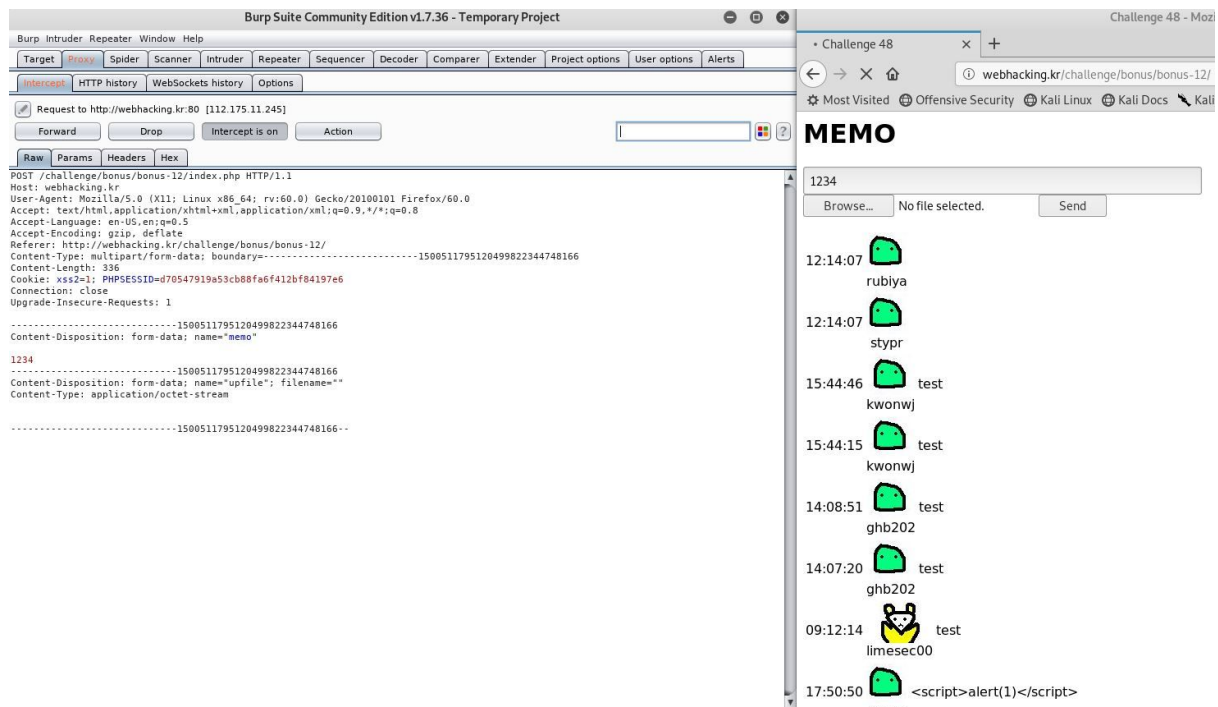 Burp Suite Community Edition v1.7.36 - Temporary Project
Burp Intruder Repeater Window Help
Target Proxy Spider Scanner Intruder Repeater Sequencer Decoder Comparer Extender Project options User options Alerts
Intercept HTTP history WebSockets history Options
Request to http://webhacking.kr:80 [112.175.11.245]
Forward Drop Intercept is on Action
?
Raw Params Headers Hex
POST /challenge/bonus/bonus-12/index.php HTTP/1.1
Host: webhacking.kr
User-Agent: Mozilla/5.0 (X11; Linux x86_64; rv:60.0) Gecko/20100101 Firefox/60.0
Accept: text/html,application/xhtml+xml,application/xml;q=0.9,*/*;q=0.8
Accept-Language: en-US,en;q=0.5
Accept-Encoding: gzip, deflate
Referer: http://webhacking.kr/challenge/bonus/bonus-12/
Content-Type: multipart/form-data; boundary=---------------------------1500511795120499822344748166
Content-Length: 336
Cookie: xss2=1; PHPSESSID=d70547919a53cb88fa6f412bf84197e6
Connection: close
Upgrade-Insecure-Requests: 1
-----------------------------1500511795120499822344748166
Content-Disposition: form-data; name="memo"
1234
-----------------------------1500511795120499822344748166
Content-Disposition: form-data; name="upfile"; filename=""
Content-Type: application/octet-stream
-----------------------------1500511795120499822344748166--
Challenge 48 - Mozi
Challenge 48
webhacking.kr/challenge/bonus/bonus-12/
Most Visited Offensive Security Kali Linux Kali Docs Kali
MEMO
1234
Browse... No file selected. Send
12:14:07
rubiya
12:14:07
stypr
15:44:46 test
kwonwj
15:44:15 test
kwonwj
14:08:51 test
ghb202
14:07:20 test
ghb202
09:12:14 test
limesec00
17:50:50 <script>alert(1)</script>